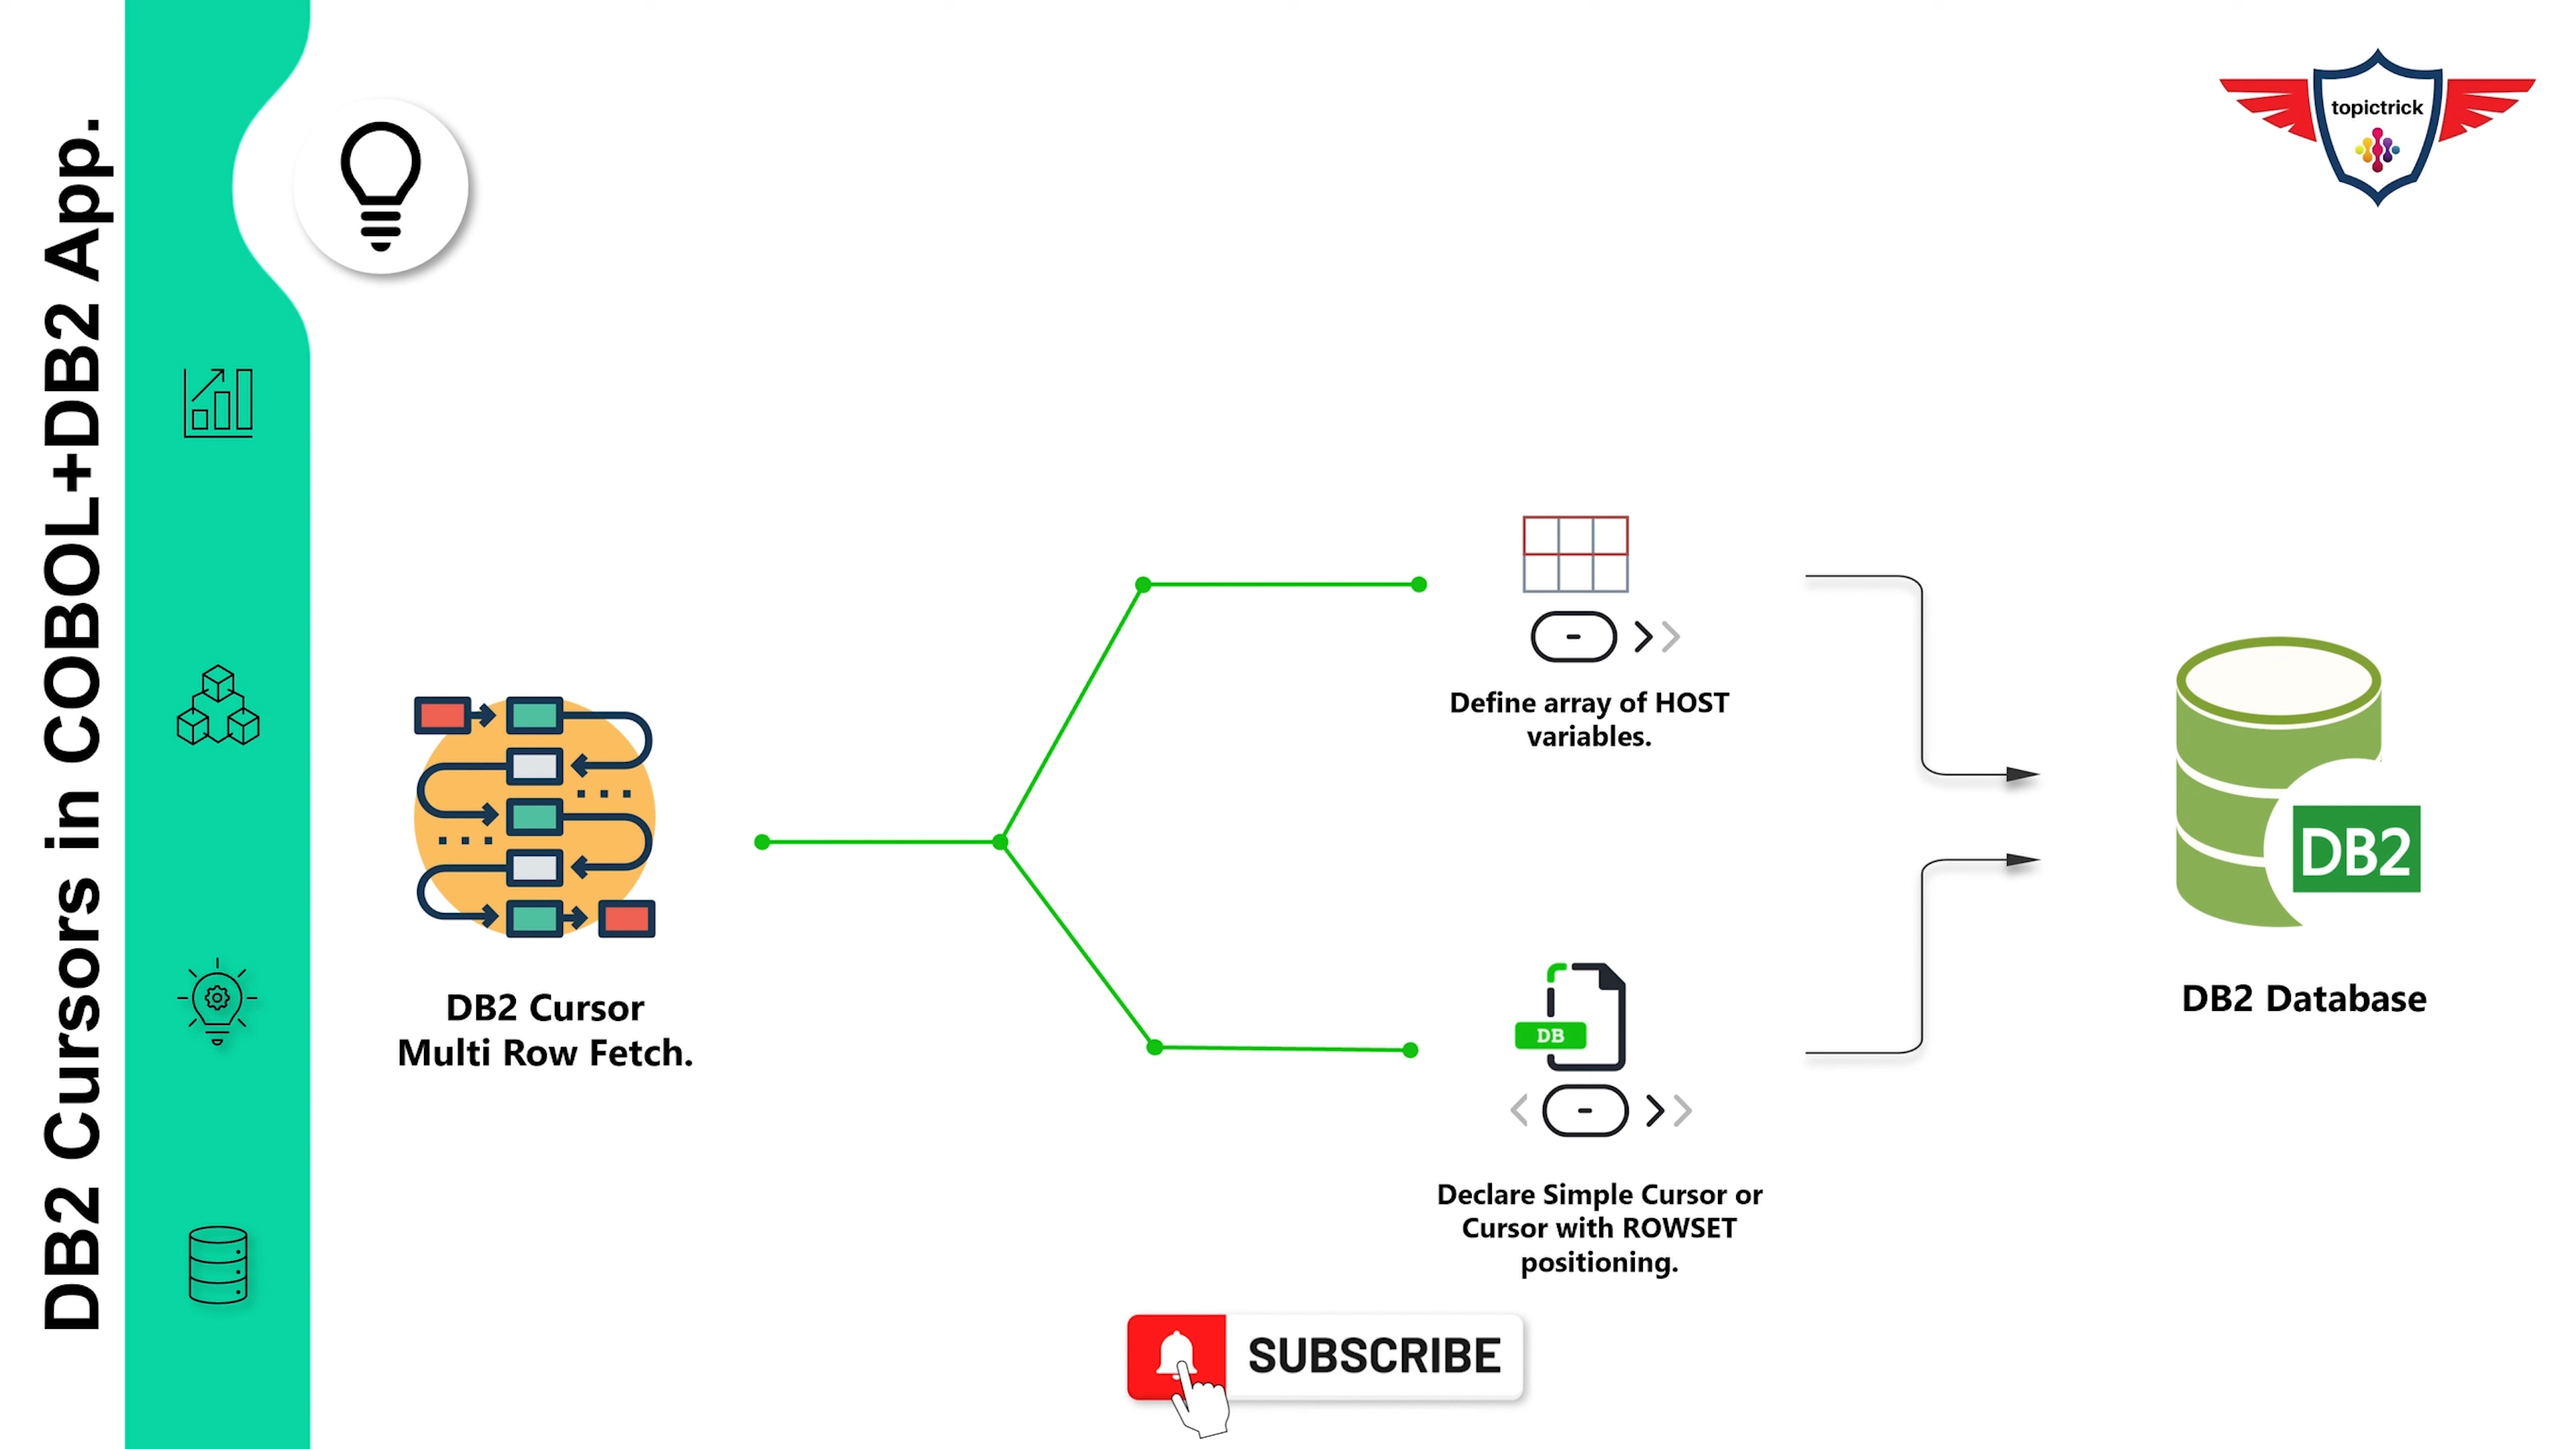 DB2 Cursors in COBOL+DB2 App.
topictrick
Define array of HOST
variables.
DB2
DB2 Cursor
Multi Row Fetch.
DB2 Database
DB
Declare Simple Cursor or
Cursor with ROWSET
positioning.
SUBSCRIBE